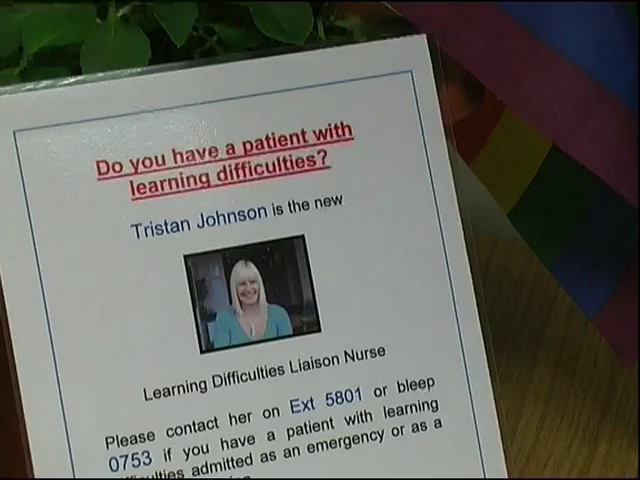 Do you have a patient with
learning difficulties?
Tristan Johnson is the new
Learning Difficulties Liaison Nurse
Please contact her on Ext 5801 or bleep
0753 if you have a patient with learning
difficulties admitted as an emergency or as a